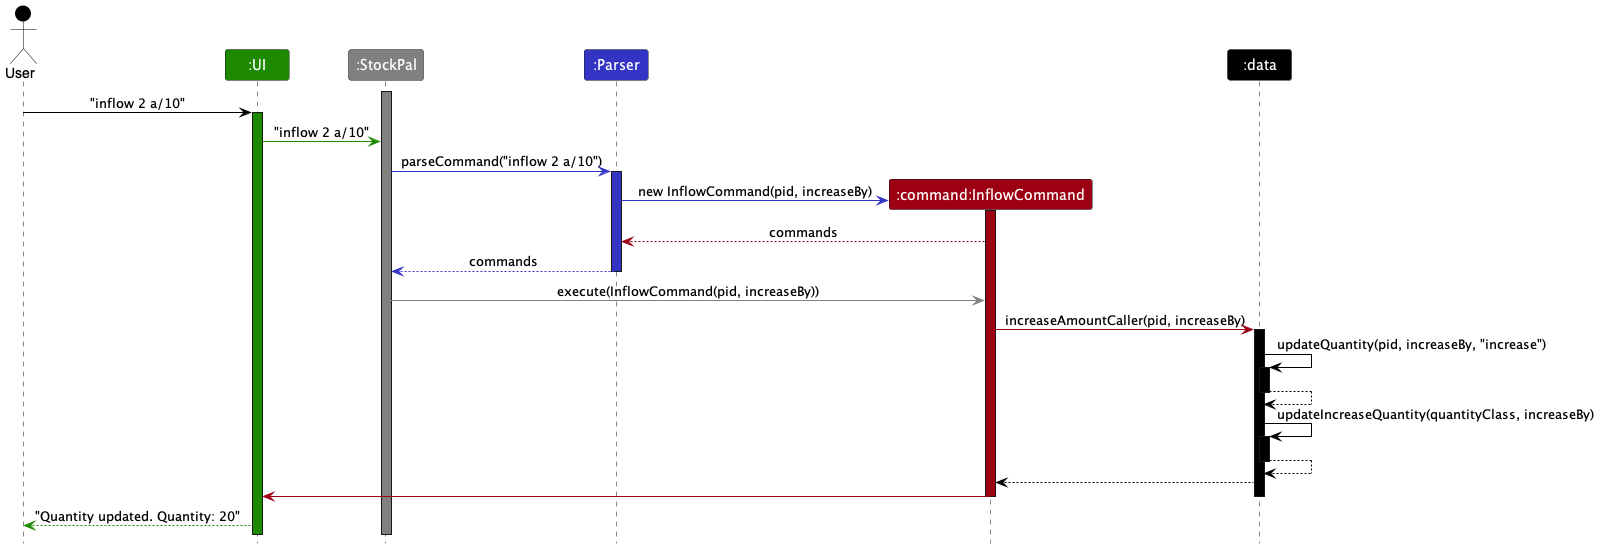 User
:UI
:StockPal
:Parser
:data
"inflow 2 a/10"
"inflow 2 a/10"
parseCommand("inflow 2 a/10")
new InflowCommand(pid, increaseBy)
:command:InflowCommand
commands
commands
execute(InflowCommand(pid, increaseBy))
increaseAmountCaller(pid, increaseBy)
updateQuantity(pid, increaseBy, "increase")
updateIncreaseQuantity(quantityClass, increaseBy)
"Quantity updated. Quantity: 20"